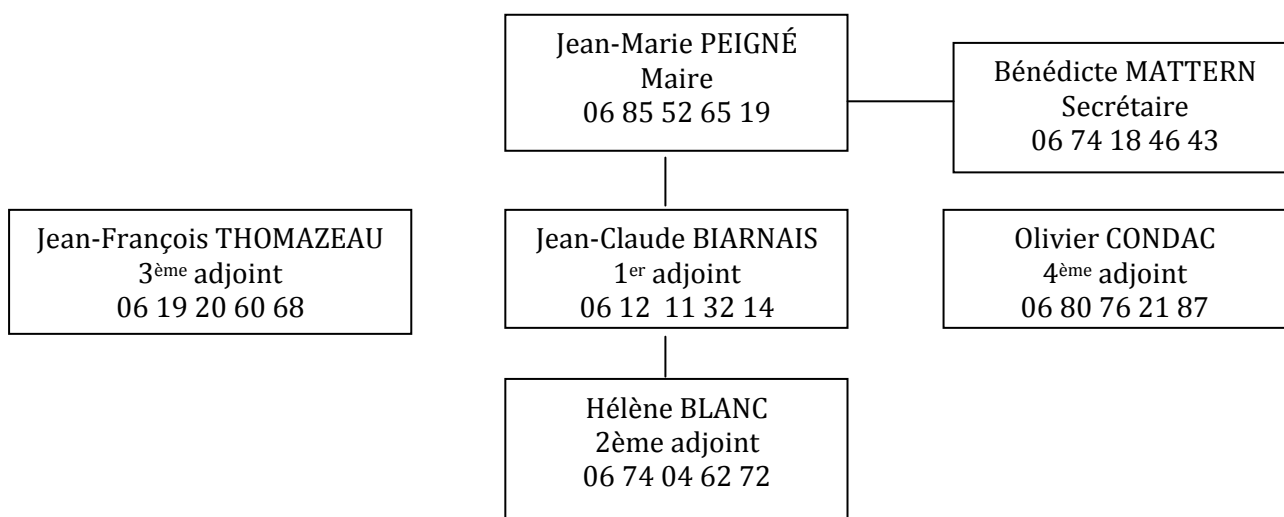 Jean-Marie PEIGNÉ
Maire
06 85 52 65 19
Bénédicte MATTERN
Secrétaire
06 74 18 46 43
Jean-François THOMAZEAU
3ème adjoint
06 19 20 60 68
Jean-Claude BIARNAIS
1er adjoint
06 12  11 32 14
Olivier CONDAC
4ème adjoint
06 80 76 21 87
Hélène BLANC
2ème adjoint
06 74 04 62 72